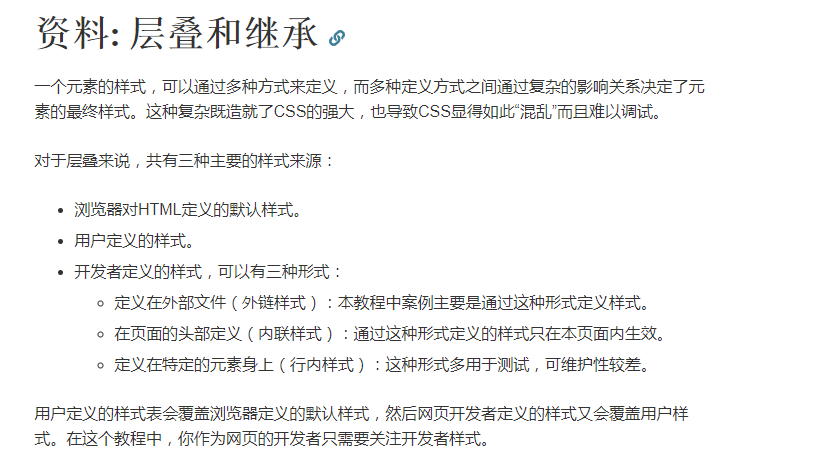 资料: 层叠和继承
一个元素的样式，可以通过多种方式来定义，而多种定义方式之间通过复杂的影响关系决定了元
素的最终样式。这种复杂既造就了CSS的强大，也导致CSS显得如此“混乱”而且难以调试。
对于层叠来说，共有三种主要的样式来源：
• 浏览器对HTML定义的默认样式。
• 用户定义的样式。
• 开发者定义的样式，可以有三种形式：
◦ 定义在外部文件（外链样式）：本教程中案例主要是通过这种形式定义样式。
◦ 在页面的头部定义（内联样式）：通过这种形式定义的样式只在本页面内生效。
◦ 定义在特定的元素身上（行内样式）：这种形式多用于测试，可维护性较差。
用户定义的样式表会覆盖浏览器定义的默认样式，然后网页开发者定义的样式又会覆盖用户样
式。在这个教程中，你作为网页的开发者只需要关注开发者样式。